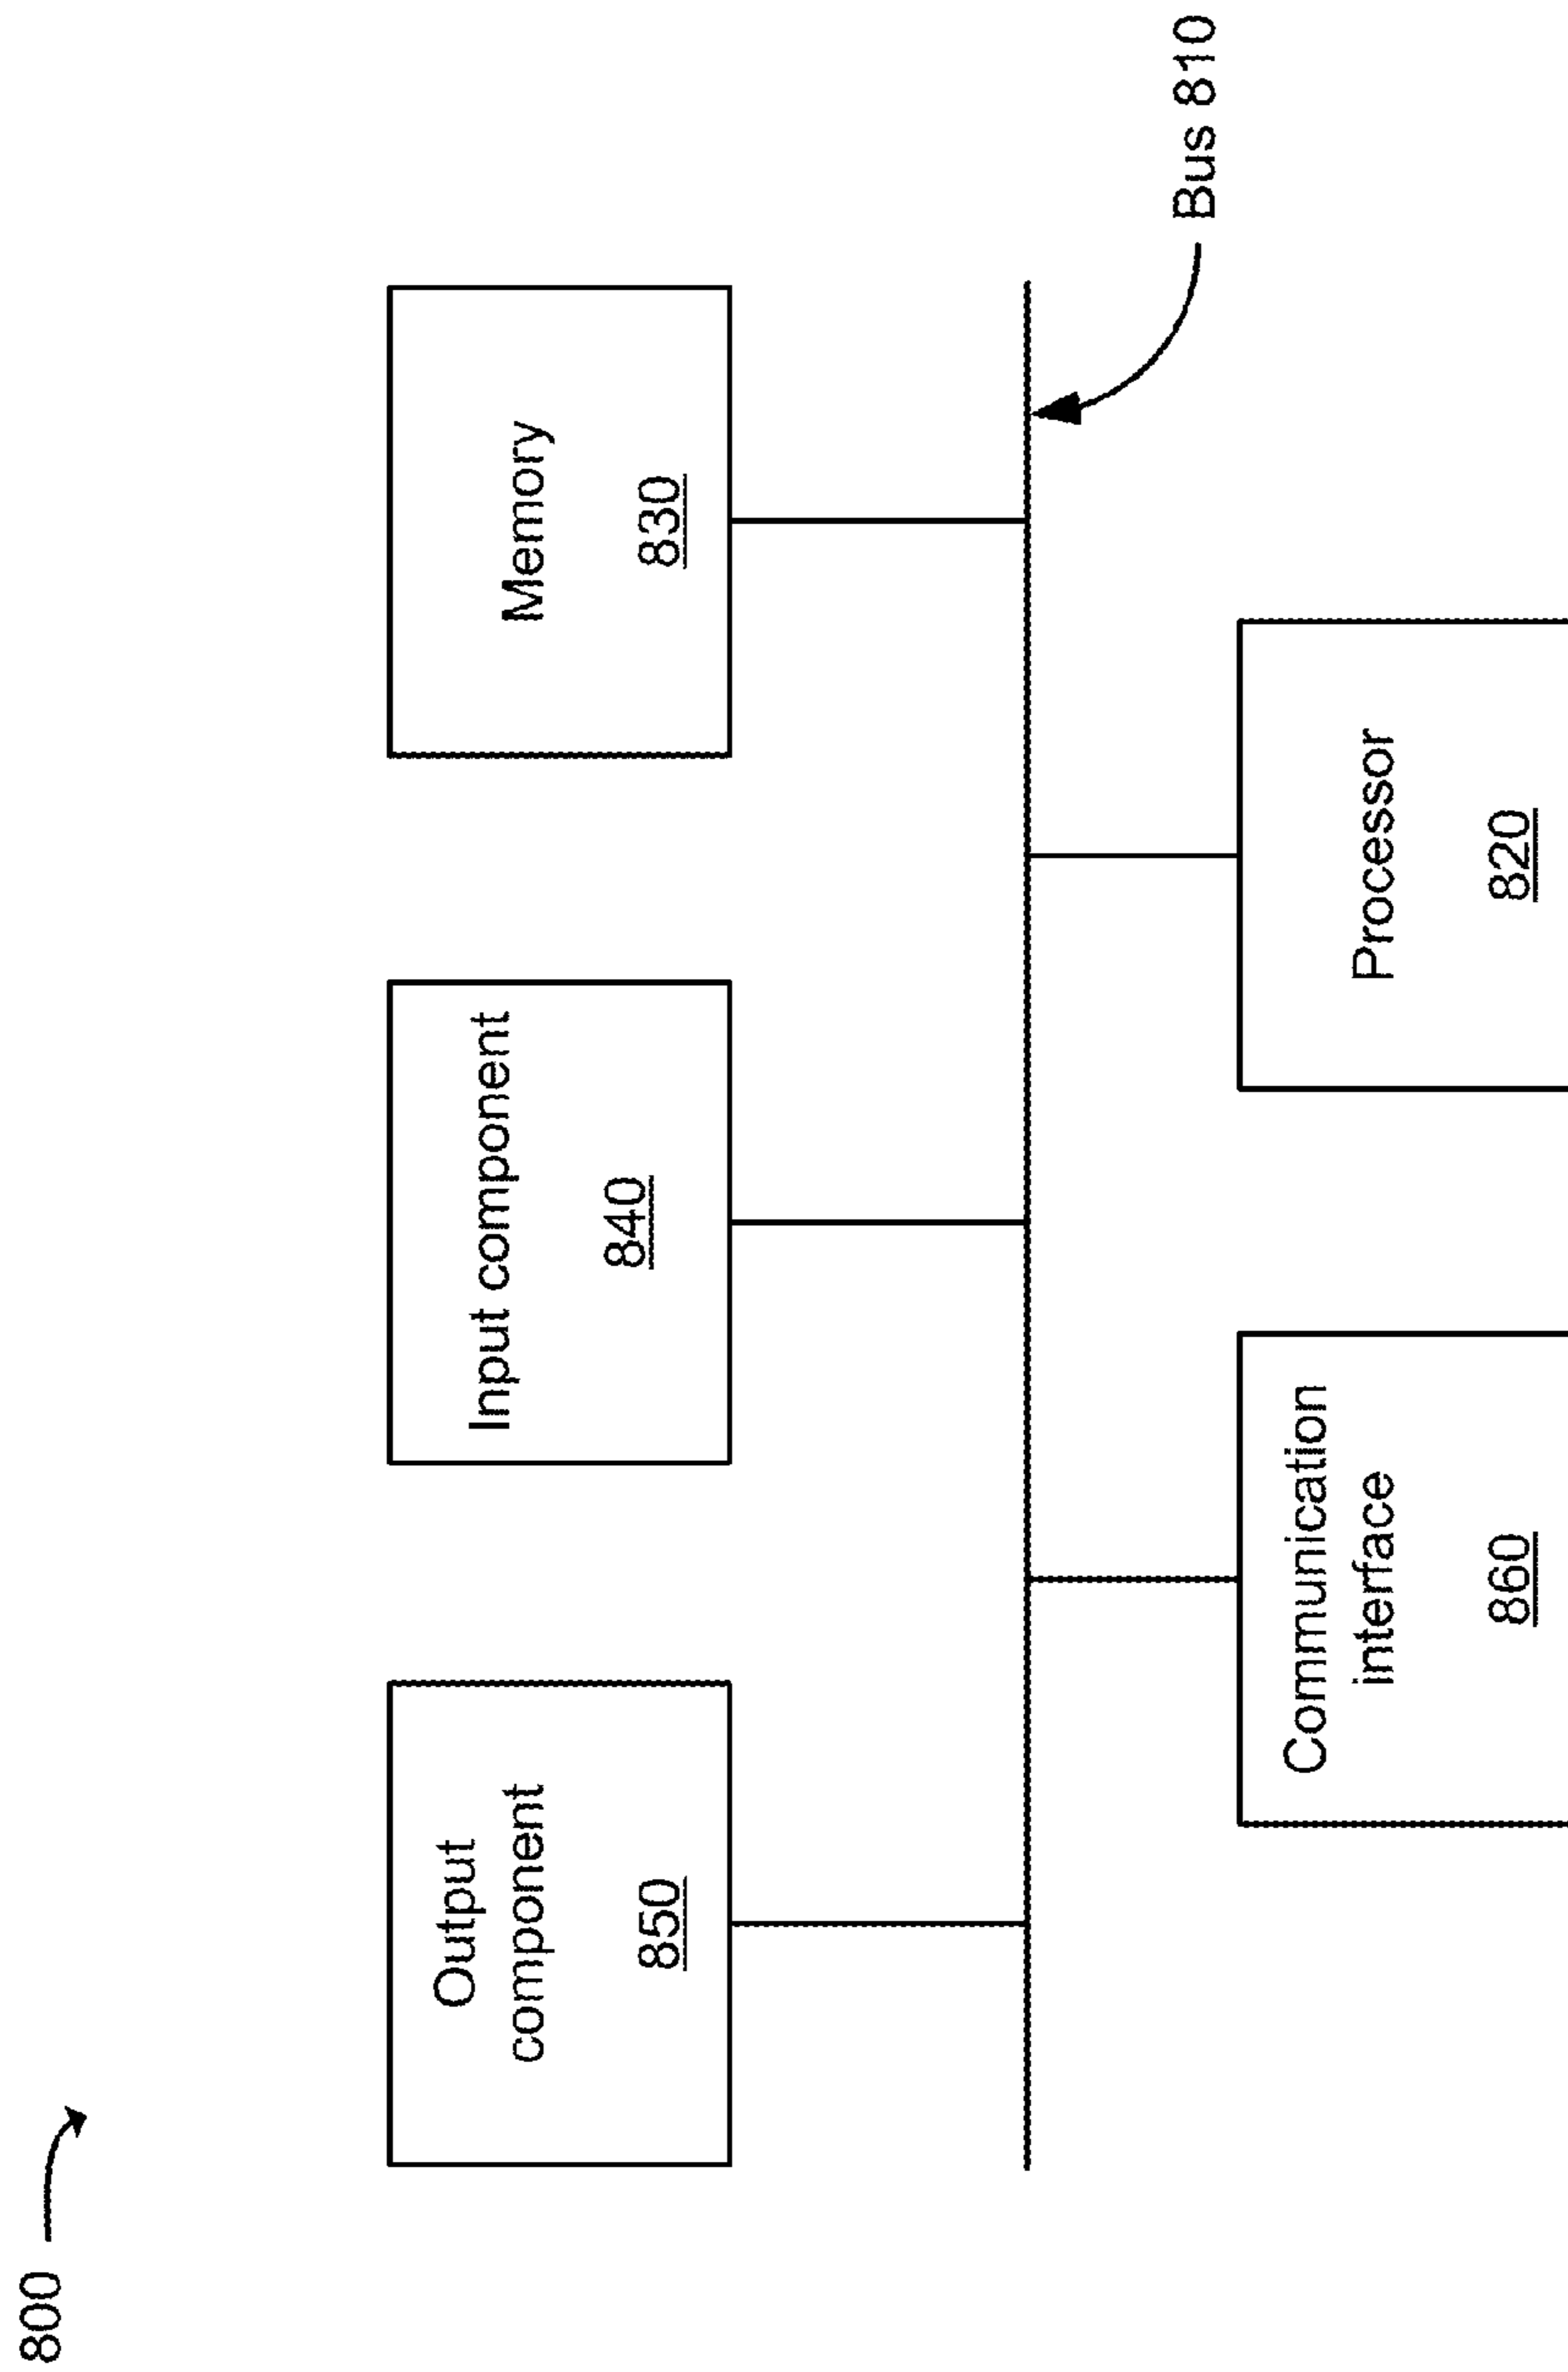 800
Output
component
850
Input component
840
Memory
830
Bus 810
Communication
interface
860
Processor
820